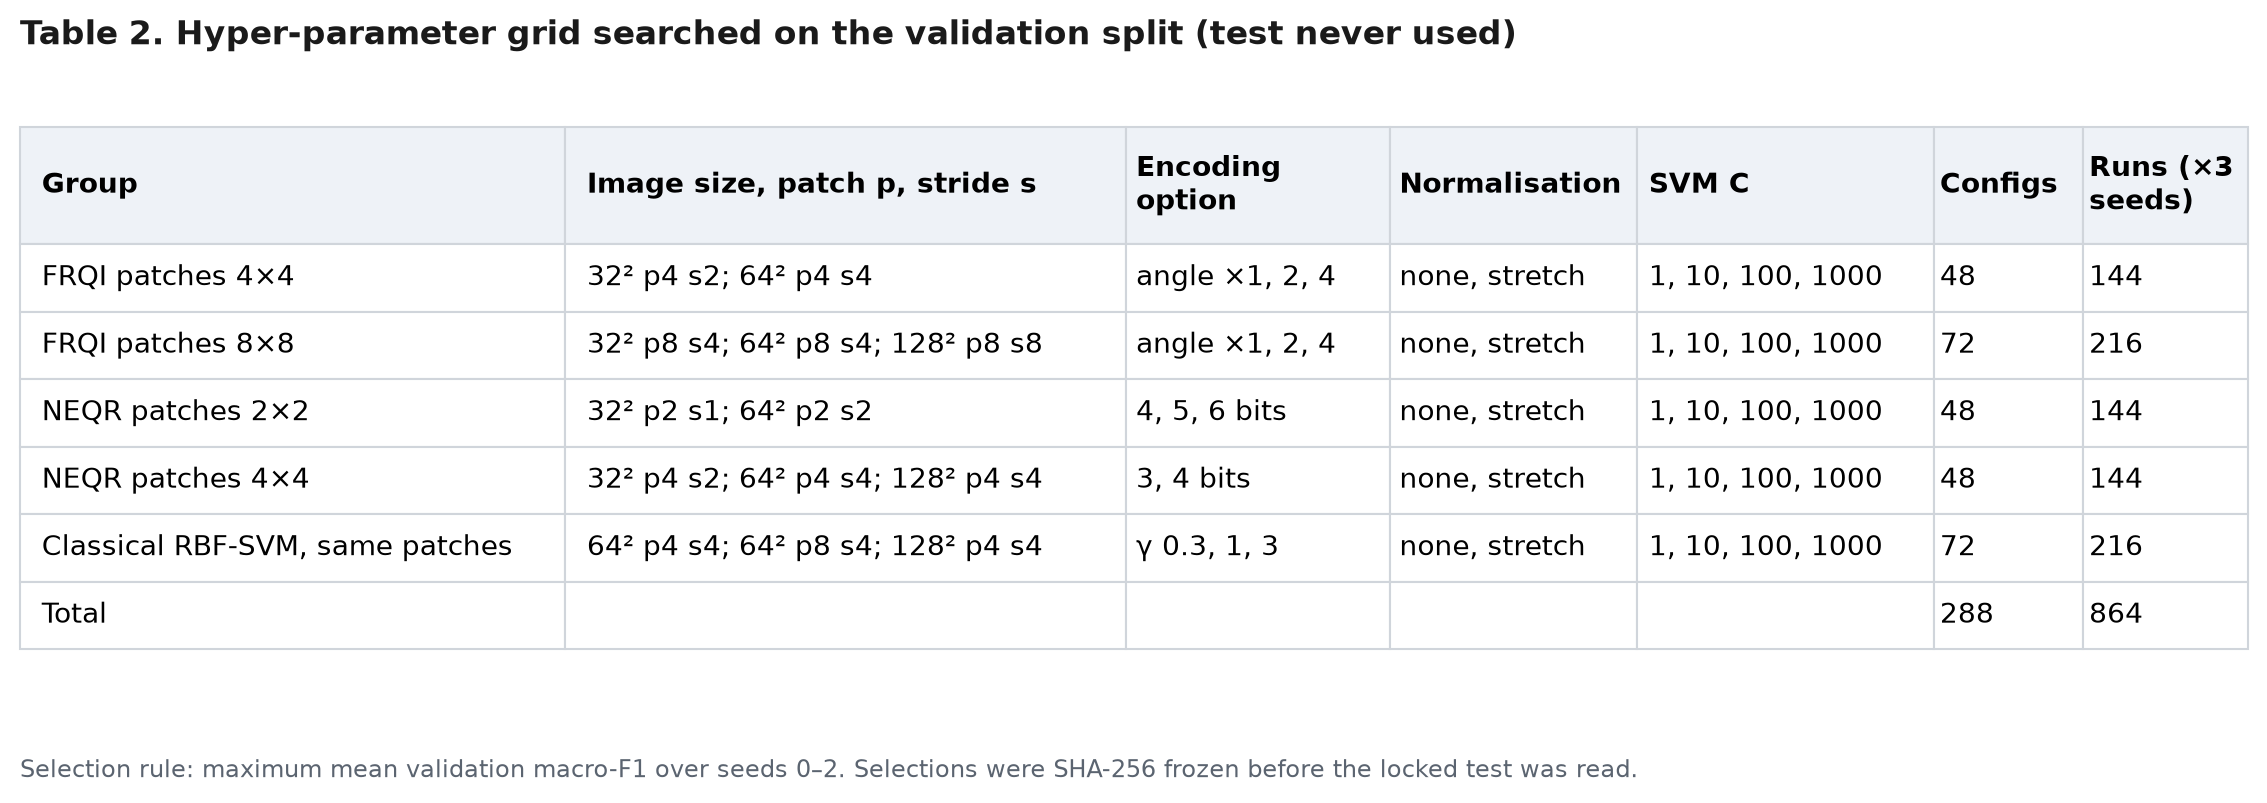 Table 2. Hyper-parameter grid searched on the validation split (test never used)
Group Image size, patch p, stride s Encoding option Normalisation SVM C Configs Runs (×3 seeds)
FRQI patches 4×4 32² p4 s2; 64² p4 s4 angle ×1, 2, 4 none, stretch 1, 10, 100, 1000 48 144
FRQI patches 8×8 32² p8 s4; 64² p8 s4; 128² p8 s8 angle ×1, 2, 4 none, stretch 1, 10, 100, 1000 72 216
NEQR patches 2×2 32² p2 s1; 64² p2 s2 4, 5, 6 bits none, stretch 1, 10, 100, 1000 48 144
NEQR patches 4×4 32² p4 s2; 64² p4 s4; 128² p4 s4 3, 4 bits none, stretch 1, 10, 100, 1000 48 144
Classical RBF-SVM, same patches 64² p4 s4; 64² p8 s4; 128² p4 s4 γ 0.3, 1, 3 none, stretch 1, 10, 100, 1000 72 216
Total 288 864
Selection rule: maximum mean validation macro-F1 over seeds 0–2. Selections were SHA-256 frozen before the locked test was read.